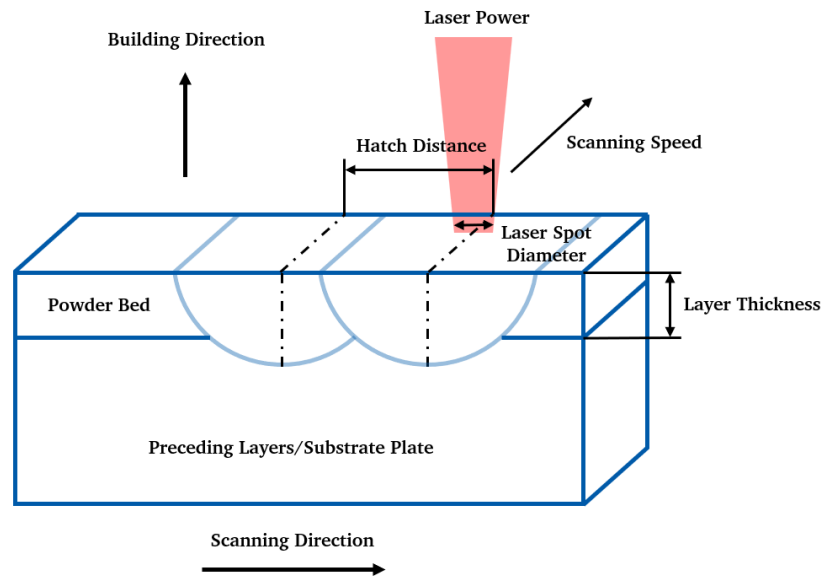 Laser Power
Building Direction
Hatch Distance
Scanning Speed
Laser Spot
Diameter
Powder Bed
Layer Thickness
Preceding Layers/Substrate Plate
Scanning Direction